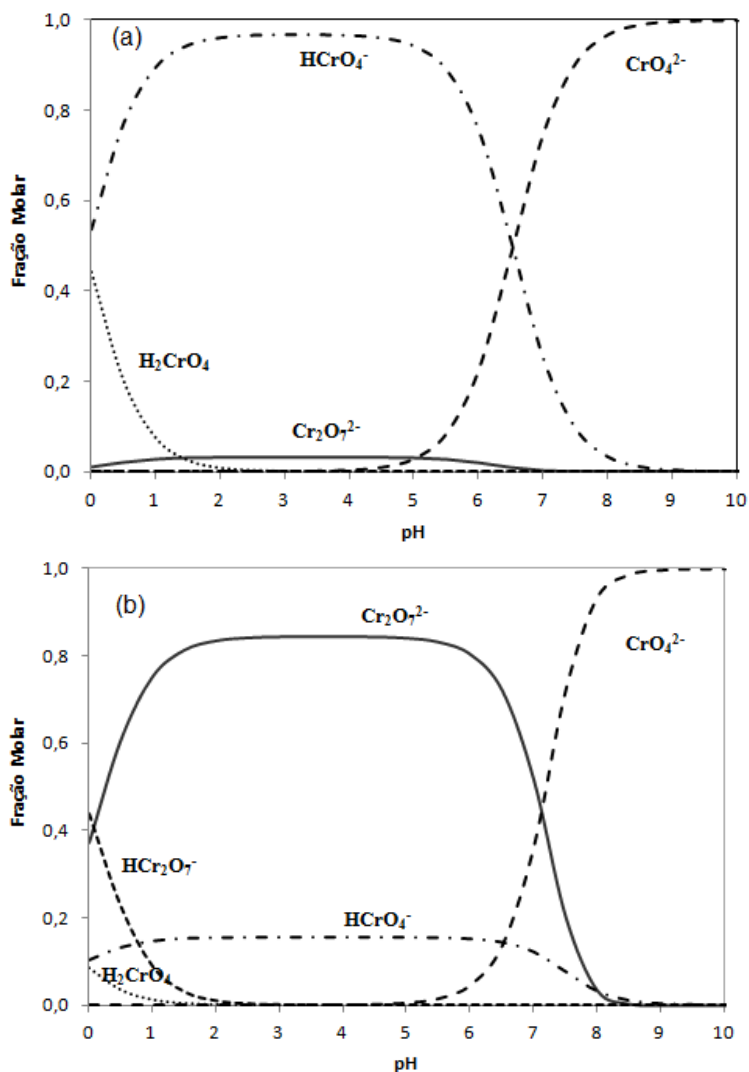 (a)
Fração Molar
1,0
0,8
0,6
0,4
0,2
0,0
HCrO₄⁻
CrO₄²⁻
H₂CrO₄
Cr₂O₇²⁻
0 1 2 3 4 5 6 7 8 9 10
pH
(b)
Fração Molar
1,0
0,8
0,6
0,4
0,2
0,0
Cr₂O₇²⁻
CrO₄²⁻
HCr₂O₇⁻
HCrO₄⁻
H₂CrO₄
0 1 2 3 4 5 6 7 8 9 10
pH